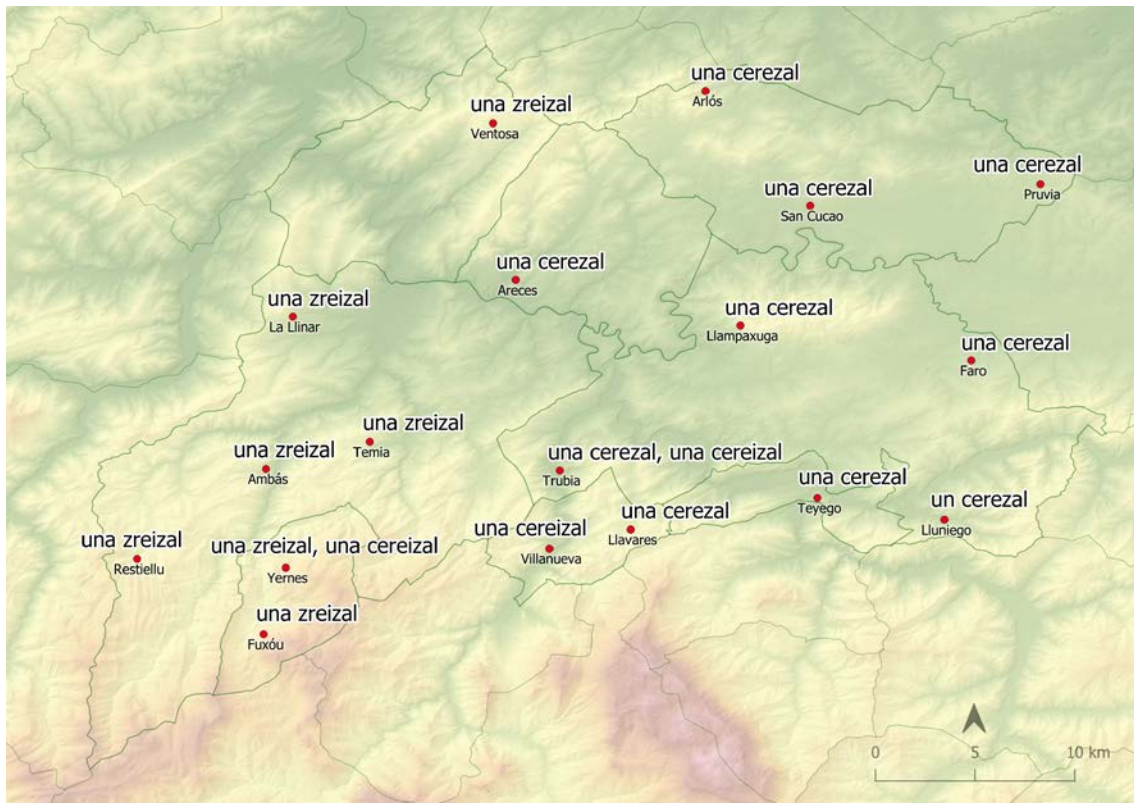 una cerezal
Arlós
una zreizal
Ventosa
una cerezal
Pruvia
una cerezal
San Cucao
una cerezal
Areces
una zreizal
La Llinar
una cerezal
Llampaxuga
una cerezal
Faro
una zreizal
Temia
una zreizal
Ambás
una cerezal, una cereizal
Trubia
una cerezal
Teyego
un cerezal
Lluniego
una cerezal
Llavares
una cereizal
Villanueva
una zreizal
Restiellu
una zreizal, una cereizal
Yernes
una zreizal
Fuxóu
0 5 10 km